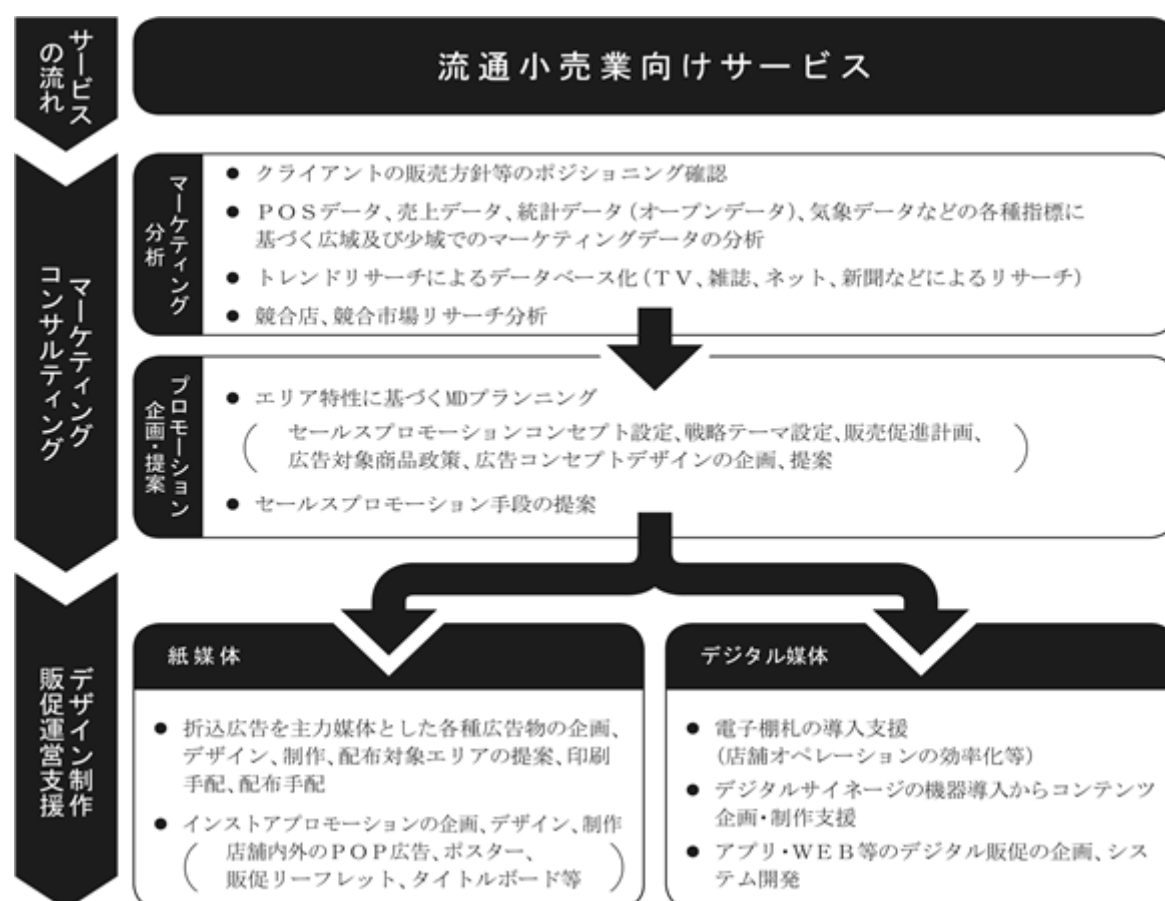 サービス
の流れ
流通小売業向けサービス
マーケティング
コンサルティング
マーケティング
分析
● クライアントの販売方針等のポジショニング確認
● POSデータ、売上データ、統計データ(オープンデータ)、気象データなどの各種指標に
基づく広域及び少域でのマーケティングデータの分析
● トレンドリサーチによるデータベース化(TV、雑誌、ネット、新聞などによるリサーチ)
● 競合店、競合市場リサーチ分析
プロモーション
企画・提案
● エリア特性に基づくMDプランニング
(セールスプロモーションコンセプト設定、戦略テーマ設定、販売促進計画、
広告対象商品政策、広告コンセプトデザインの企画、提案)
● セールスプロモーション手段の提案
デザイン制作
販促運営支援
紙媒体
● 折込広告を主力媒体とした各種広告物の企画、
デザイン、制作、配布対象エリアの提案、印刷
手配、配布手配
● インストアプロモーションの企画、デザイン、制作
(店舗内外のPOP広告、ポスター、
販促リーフレット、タイトルボード等)
デジタル媒体
● 電子棚札の導入支援
(店舗オペレーションの効率化等)
● デジタルサイネージの機器導入からコンテンツ
企画・制作支援
● アプリ・WEB等のデジタル販促の企画、シス
テム開発